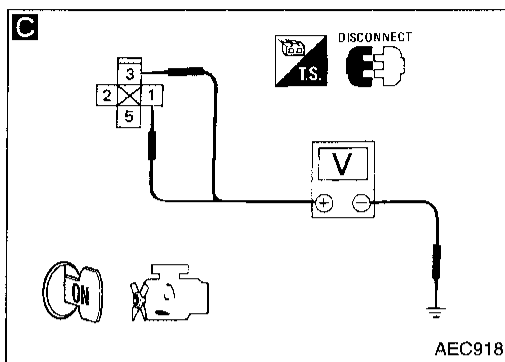 C
DISCONNECT
T.S.
3
2 1
5
V
+ −
ON
AEC918